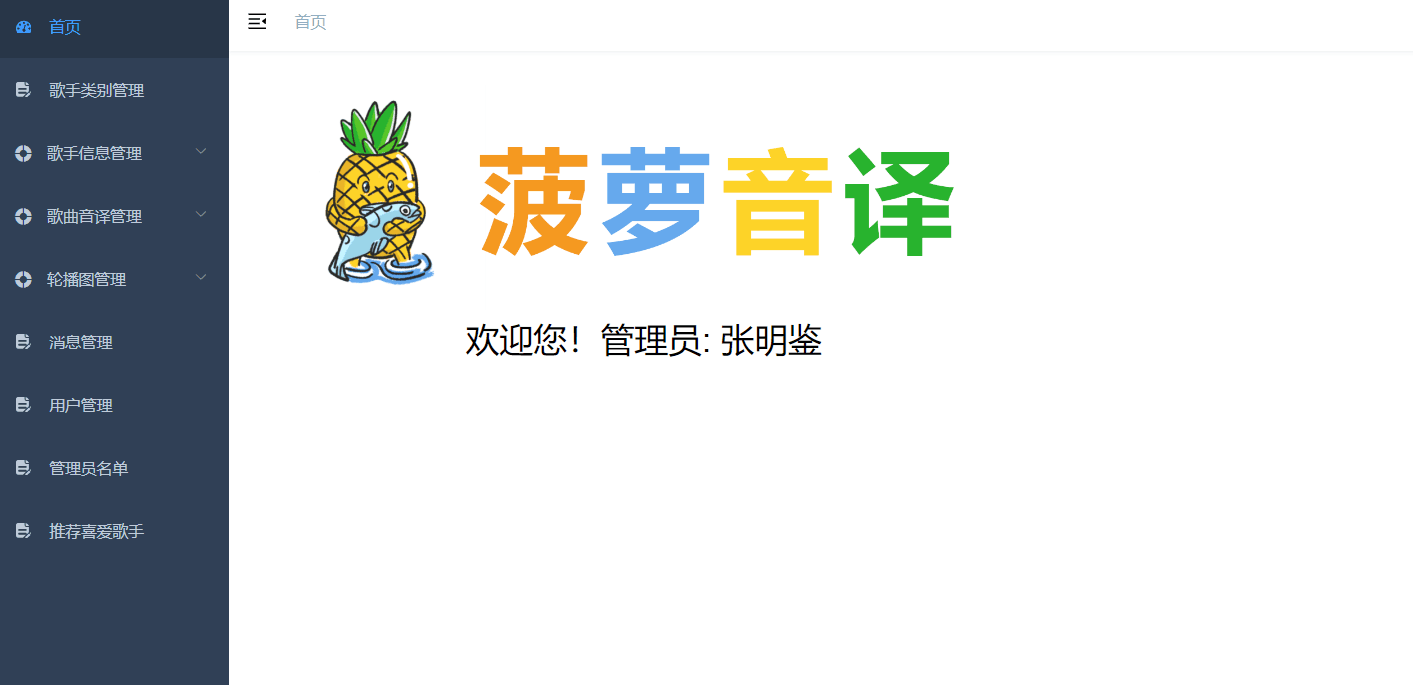 首页
歌手类别管理
歌手信息管理
歌曲音译管理
轮播图管理
消息管理
用户管理
管理员名单
推荐喜爱歌手
首页
菠萝音译
欢迎您！管理员: 张明鉴